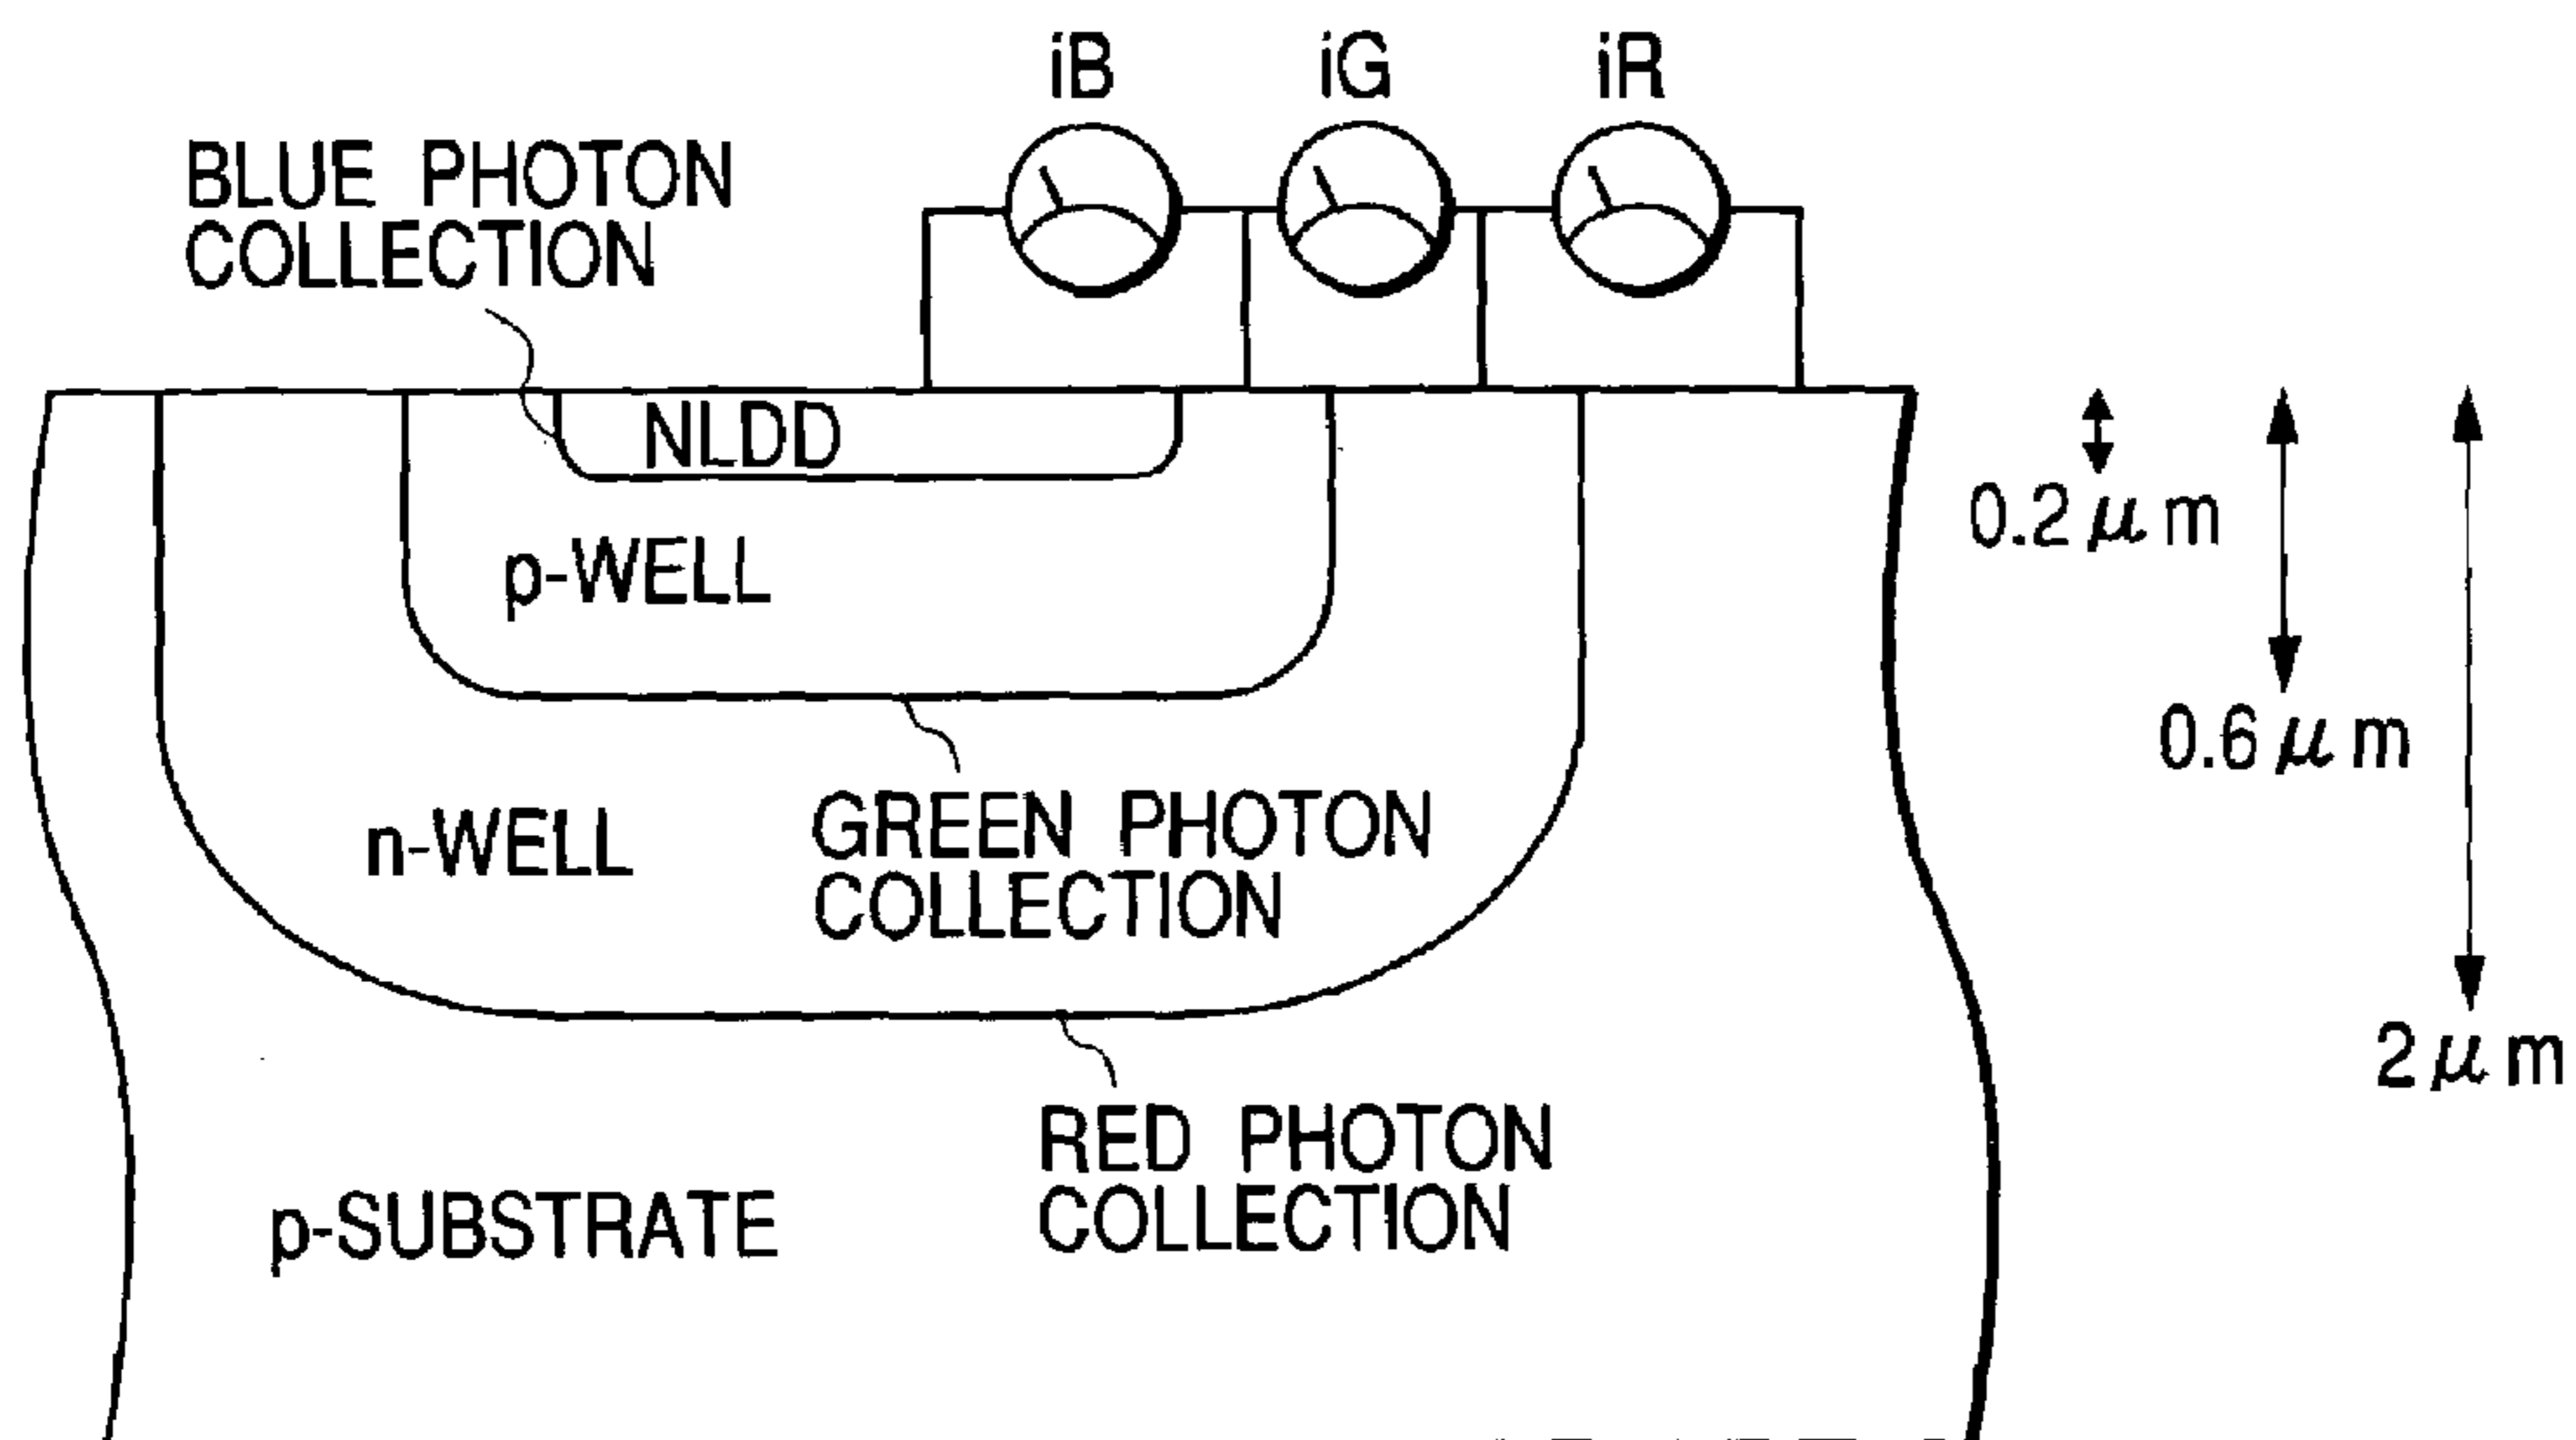 iB iG iR
BLUE PHOTON
COLLECTION
NLDD
0.2 μm
p-WELL
0.6 μm
n-WELL
GREEN PHOTON
COLLECTION
2 μm
RED PHOTON
COLLECTION
p-SUBSTRATE